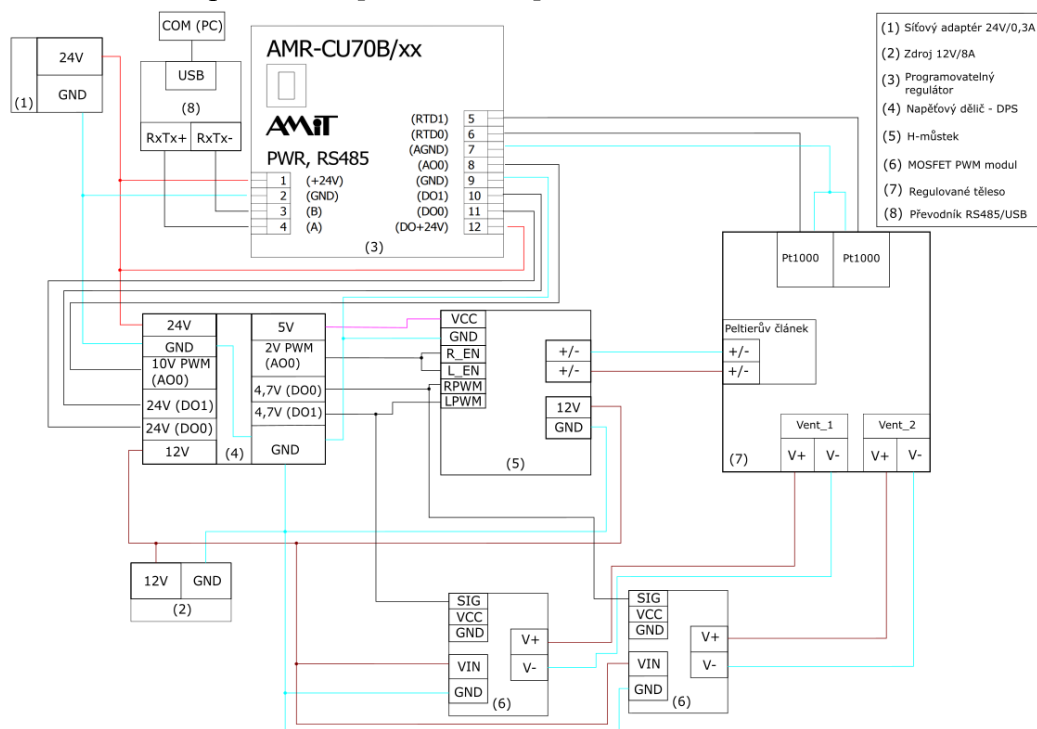 COM (PC)
USB
(8)
RxTx+
RxTx-
24V
GND
(1)
AMR-CU70B/xx
AMiT
PWR, RS485
1 (+24V)
2 (GND)
3 (B)
4 (A)
(RTD1) 5
(RTD0) 6
(AGND) 7
(AO0) 8
(GND) 9
(DO1) 10
(DO0) 11
(DO+24V) 12
(3)
(1) Síťový adaptér 24V/0,3A
(2) Zdroj 12V/8A
(3) Programovatelný
regulátor
(4) Napěťový dělič - DPS
(5) H-můstek
(6) MOSFET PWM modul
(7) Regulované těleso
(8) Převodník RS485/USB
24V
GND
10V PWM
(AO0)
24V (DO1)
24V (DO0)
12V
(4)
5V
2V PWM
(AO0)
4,7V (DO0)
4,7V (DO1)
GND
VCC
GND
R_EN
L_EN
RPWM
LPWM
+/-
+/-
12V
GND
(5)
Pt1000
Pt1000
Peltierův článek
+/-
+/-
Vent_1
V+
V-
Vent_2
V+
V-
(7)
12V
GND
(2)
SIG
VCC
GND
VIN
GND
V+
V-
(6)
SIG
VCC
GND
VIN
GND
V+
V-
(6)